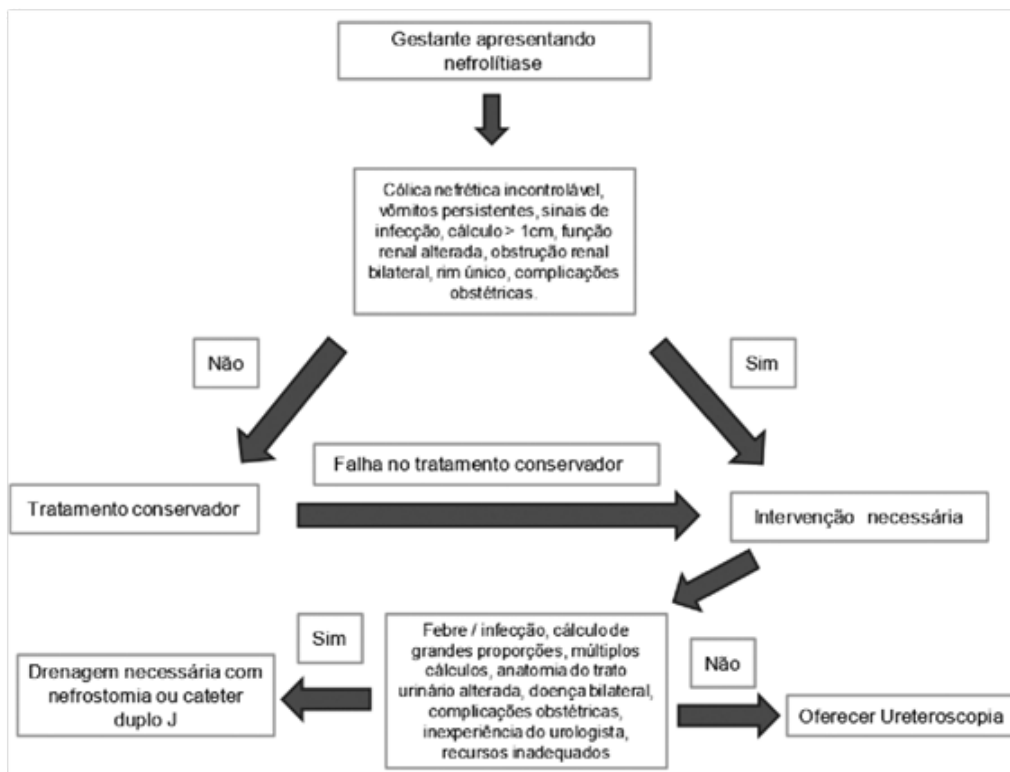 Gestante apresentando
nefrolítiase
Cólica nefrética incontrolável,
vômitos persistentes, sinais de
infecção, cálculo > 1cm, função
renal alterada, obstrução renal
bilateral, rim único, complicações
obstétricas.
Não
Sim
Falha no tratamento conservador
Tratamento conservador
Intervenção necessária
Sim
Febre / infecção, cálculo de
grandes proporções, múltiplos
cálculos, anatomia do trato
urinário alterada, doença bilateral,
complicações obstétricas,
inexperiência do urologista,
recursos inadequados
Não
Drenagem necessária com
nefrostomia ou cateter
duplo J
Oferecer Ureteroscopia